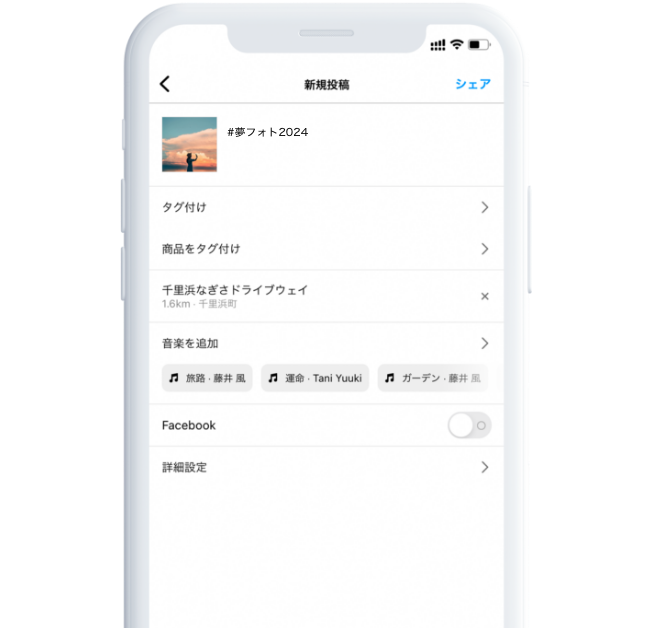 新規投稿
シェア
#夢フォト2024
タグ付け
商品をタグ付け
千里浜なぎさドライブウェイ
1.6km · 千里浜町
音楽を追加
旅路 · 藤井 風
運命 · Tani Yuuki
ガーデン · 藤井 風
Facebook
詳細設定